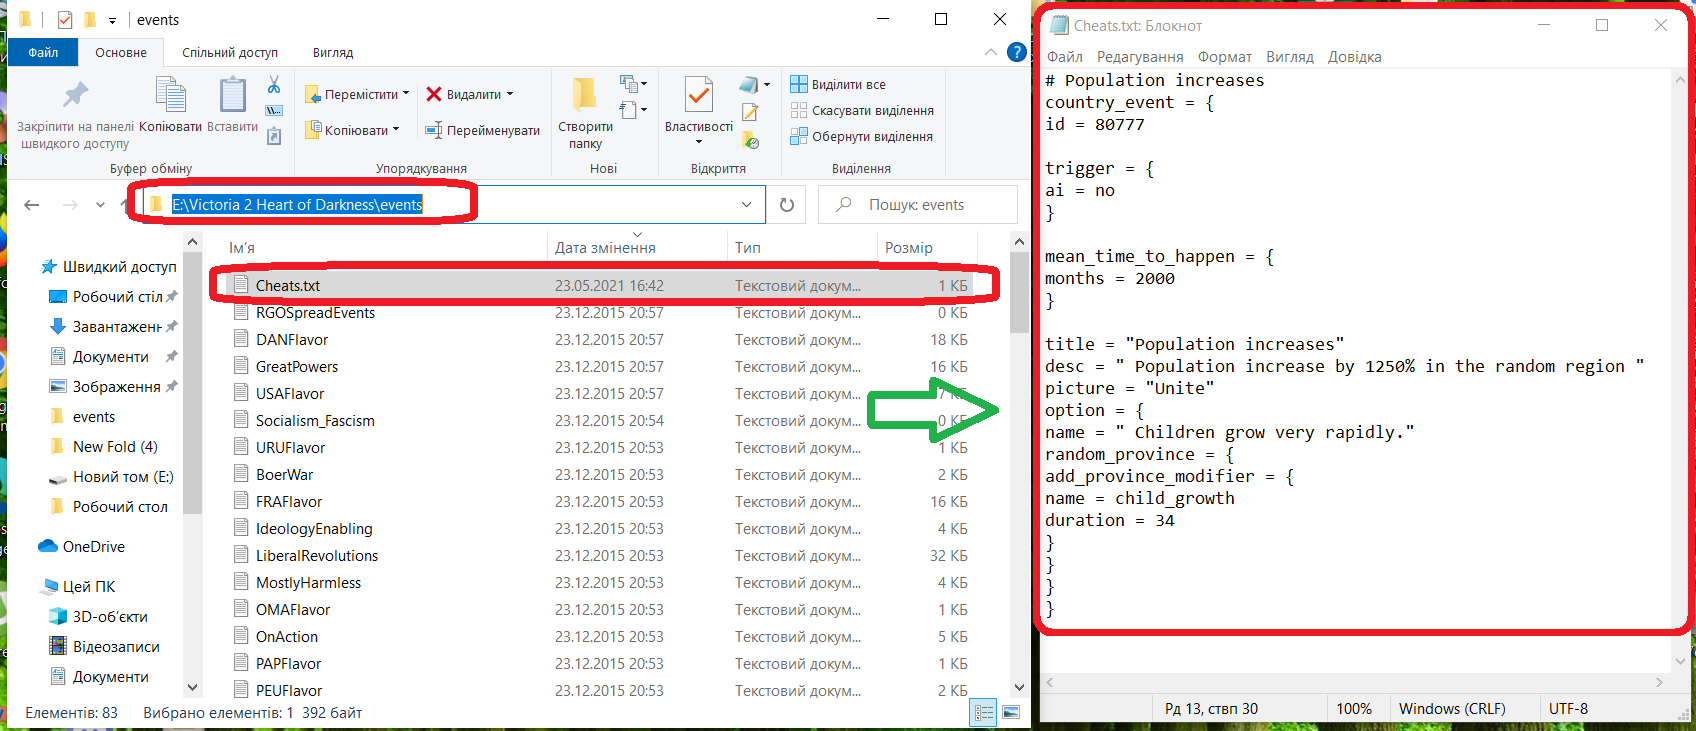 events
Файл
Основне
Спільний доступ
Вигляд
Закріпити на панелі
швидкого доступу
Копіювати
Вставити
Буфер обміну
Перемістити
Копіювати
Видалити
Перейменувати
Упорядкування
Створити
папку
Нові
Властивості
Відкриття
Виділити все
Скасувати виділення
Обернути виділення
Виділення
E:\Victoria 2 Heart of Darkness\events
Пошук: events
Швидкий доступ
Робочий стіл
Завантажень
Документи
Зображення
events
New Fold (4)
Новий том (E:)
Робочий стол
OneDrive
Цей ПК
3D-об'єкти
Відеозаписи
Документи
Ім'я Дата змінення Тип Розмір
Cheats.txt 23.05.2021 16:42 Текстовий докум... 1 КБ
RGOSpreadEvents 23.12.2015 20:57 Текстовий докум... 0 КБ
DANFlavor 23.12.2015 20:57 Текстовий докум... 18 КБ
GreatPowers 23.12.2015 20:57 Текстовий докум... 16 КБ
USAFlavor 23.12.2015 20:57 Текстовий докум... 7 КБ
Socialism_Fascism 23.12.2015 20:54 Текстовий докум... 0 КБ
URUFlavor 23.12.2015 20:53 Текстовий докум... 1 КБ
BoerWar 23.12.2015 20:53 Текстовий докум... 2 КБ
FRAFlavor 23.12.2015 20:53 Текстовий докум... 16 КБ
IdeologyEnabling 23.12.2015 20:53 Текстовий докум... 4 КБ
LiberalRevolutions 23.12.2015 20:53 Текстовий докум... 32 КБ
MostlyHarmless 23.12.2015 20:53 Текстовий докум... 4 КБ
OMAFlavor 23.12.2015 20:53 Текстовий докум... 1 КБ
OnAction 23.12.2015 20:53 Текстовий докум... 5 КБ
PAPFlavor 23.12.2015 20:53 Текстовий докум... 1 КБ
PEUFlavor 23.12.2015 20:53 Текстовий докум... 2 КБ
Елементів: 83 Вибрано елементів: 1 392 байт
Cheats.txt: Блокнот
Файл Редагування Формат Вигляд Довідка
# Population increases
country_event = {
id = 80777
trigger = {
ai = no
}
mean_time_to_happen = {
months = 2000
}
title = "Population increases"
desc = " Population increase by 1250% in the random region "
picture = "Unite"
option = {
name = " Children grow very rapidly."
random_province = {
add_province_modifier = {
name = child_growth
duration = 34
}
}
}
}
Рд 13, ствп 30 100% Windows (CRLF) UTF-8